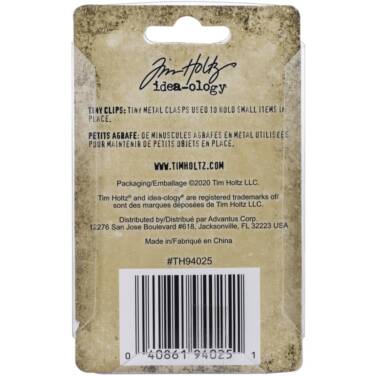 Tim Holtz
idea-ology
TINY CLIPS: TINY METAL CLASPS USED TO HOLD SMALL ITEMS IN
PLACE.
PETITS AGRAFE: DE MINUSCULES AGRAFES EN METAL UTILISEES
POUR MAINTENIR DE PETITS OBJETS EN PLACE.
WWW.TIMHOLTZ.COM
Packaging/Emballage ©2020 Tim Holtz LLC.
Tim Holtz® and idea-ology® are registered trademarks of/
sont des marques déposées de Tim Holtz LLC.
Distributed by/Distribué par Advantus Corp.
12276 San Jose Boulevard #618, Jacksonville, FL 32223 USA
Made in/Fabriqué en China
#TH94025
0 40861 94025 1